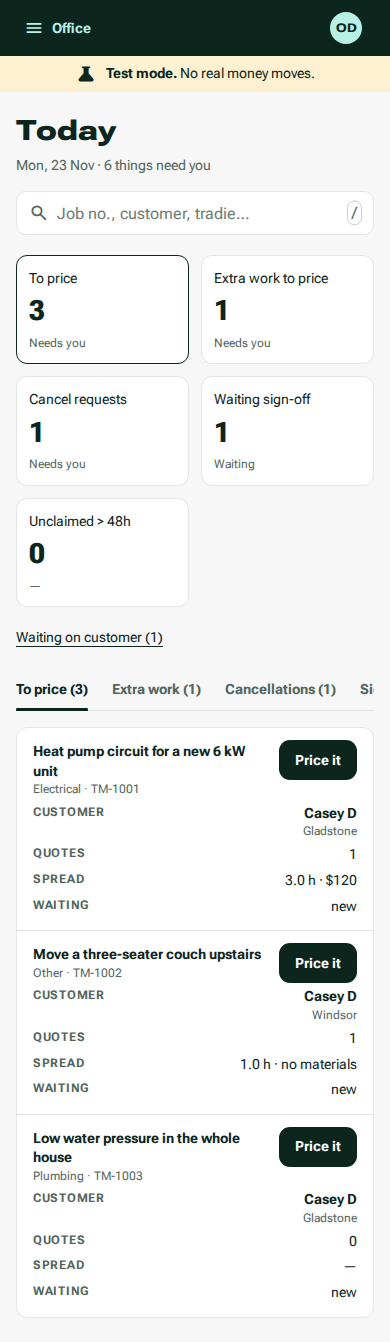 Office
OD
Test mode. No real money moves.
Today
Mon, 23 Nov · 6 things need you
Job no., customer, tradie...
/
To price
3
Needs you
Extra work to price
1
Needs you
Cancel requests
1
Needs you
Waiting sign-off
1
Waiting
Unclaimed > 48h
0
—
Waiting on customer (1)
To price (3) Extra work (1) Cancellations (1)
Heat pump circuit for a new 6 kW
unit
Electrical · TM-1001
Price it
CUSTOMER Casey D
Gladstone
QUOTES 1
SPREAD 3.0 h · $120
WAITING new
Move a three-seater couch upstairs
Other · TM-1002
Price it
CUSTOMER Casey D
Windsor
QUOTES 1
SPREAD 1.0 h · no materials
WAITING new
Low water pressure in the whole
house
Plumbing · TM-1003
Price it
CUSTOMER Casey D
Gladstone
QUOTES 0
SPREAD —
WAITING new